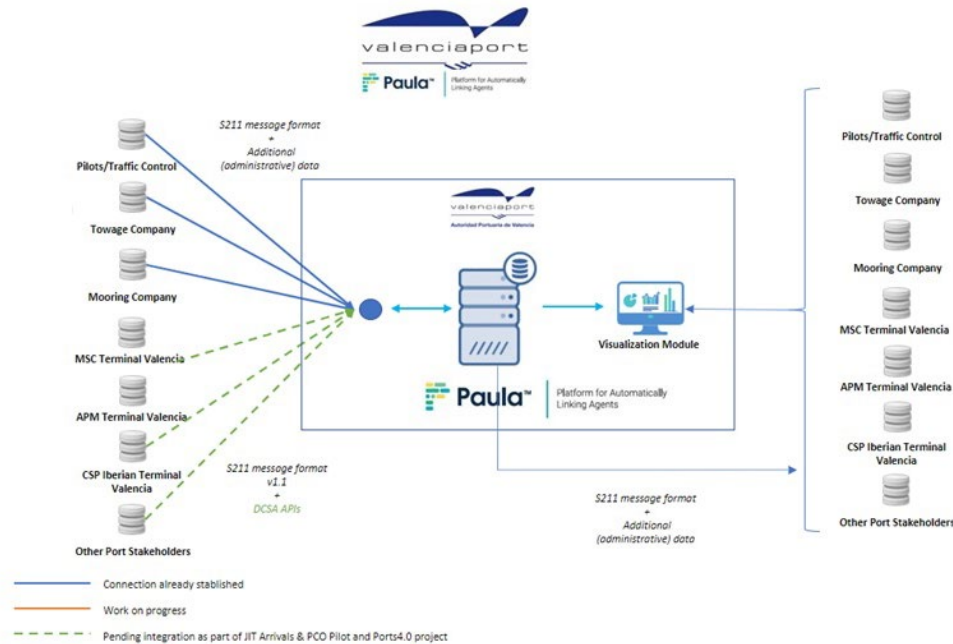 valenciaport
Paula™
Platform for Automatically
Linking Agents
S211 message format
+
Additional
(administrative) data
Pilots/Traffic Control
Towage Company
Mooring Company
MSC Terminal Valencia
APM Terminal Valencia
CSP Iberian Terminal
Valencia
Other Port Stakeholders
valenciaport
Autoridad Portuaria de Valencia
Visualization Module
Paula™
Platform for Automatically
Linking Agents
S211 message format
v1.1
+
DCSA APIs
S211 message format
+
Additional
(administrative) data
Pilots/Traffic Control
Towage Company
Mooring Company
MSC Terminal Valencia
APM Terminal Valencia
CSP Iberian Terminal
Valencia
Other Port Stakeholders
Connection already stablished
Work on progress
Pending integration as part of JIT Arrivals & PCO Pilot and Ports4.0 project